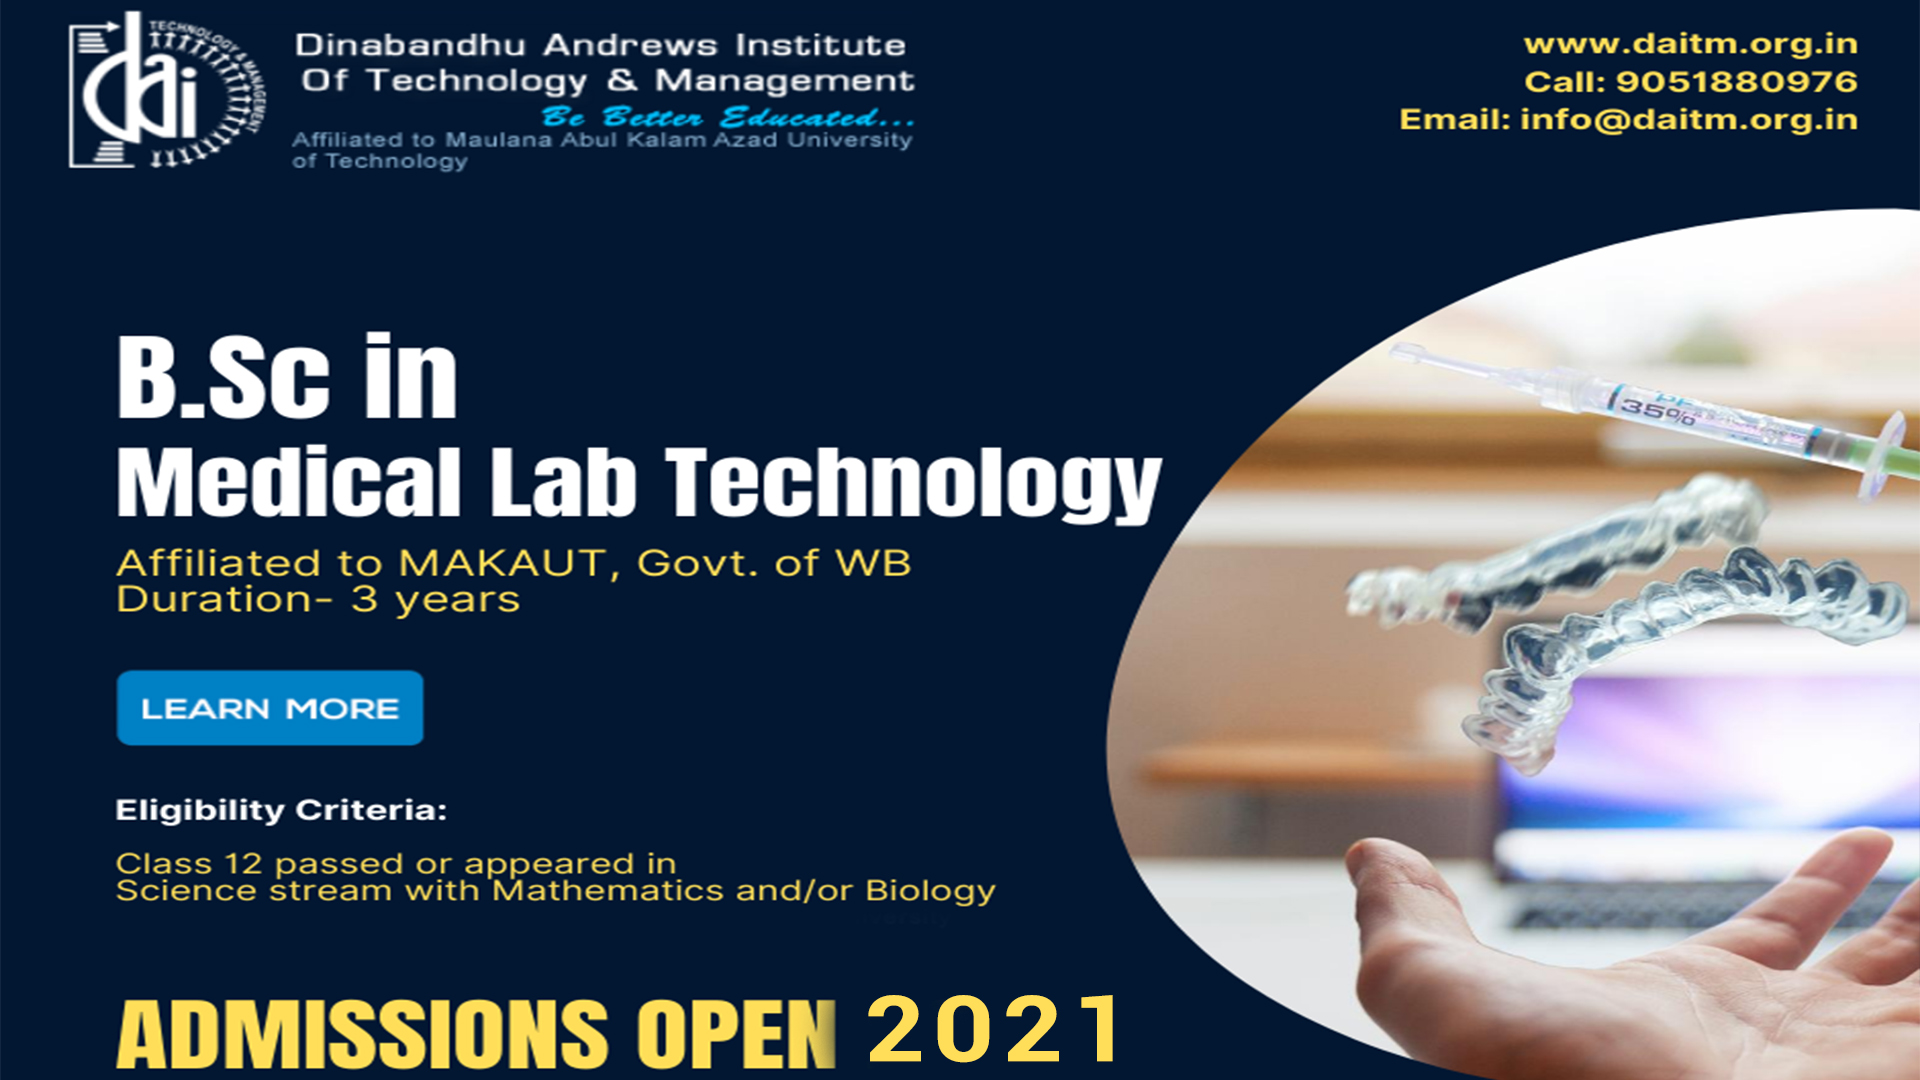 TECHNOLOGY & MANAGEMENT
dai
Dinabandhu Andrews Institute
Of Technology & Management
Be Better Educated...
Affiliated to Maulana Abul Kalam Azad University
of Technology
www.daitm.org.in
Call: 9051880976
Email: info@daitm.org.in
B.Sc in
Medical Lab Technology
Affiliated to MAKAUT, Govt. of WB
Duration- 3 years
LEARN MORE
Eligibility Criteria:
Class 12 passed or appeared in
Science stream with Mathematics and/or Biology
ADMISSIONS OPEN 2021
35%